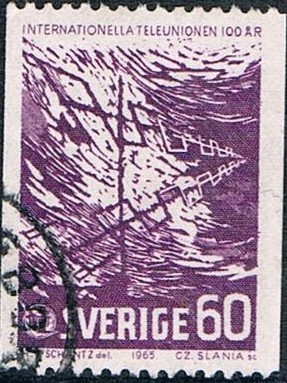 INTERNATIONELLA TELEUNIONEN 100 ÅR
SVERIGE 60
SCHANTZ del. 1965 CZ. SLANIA sc